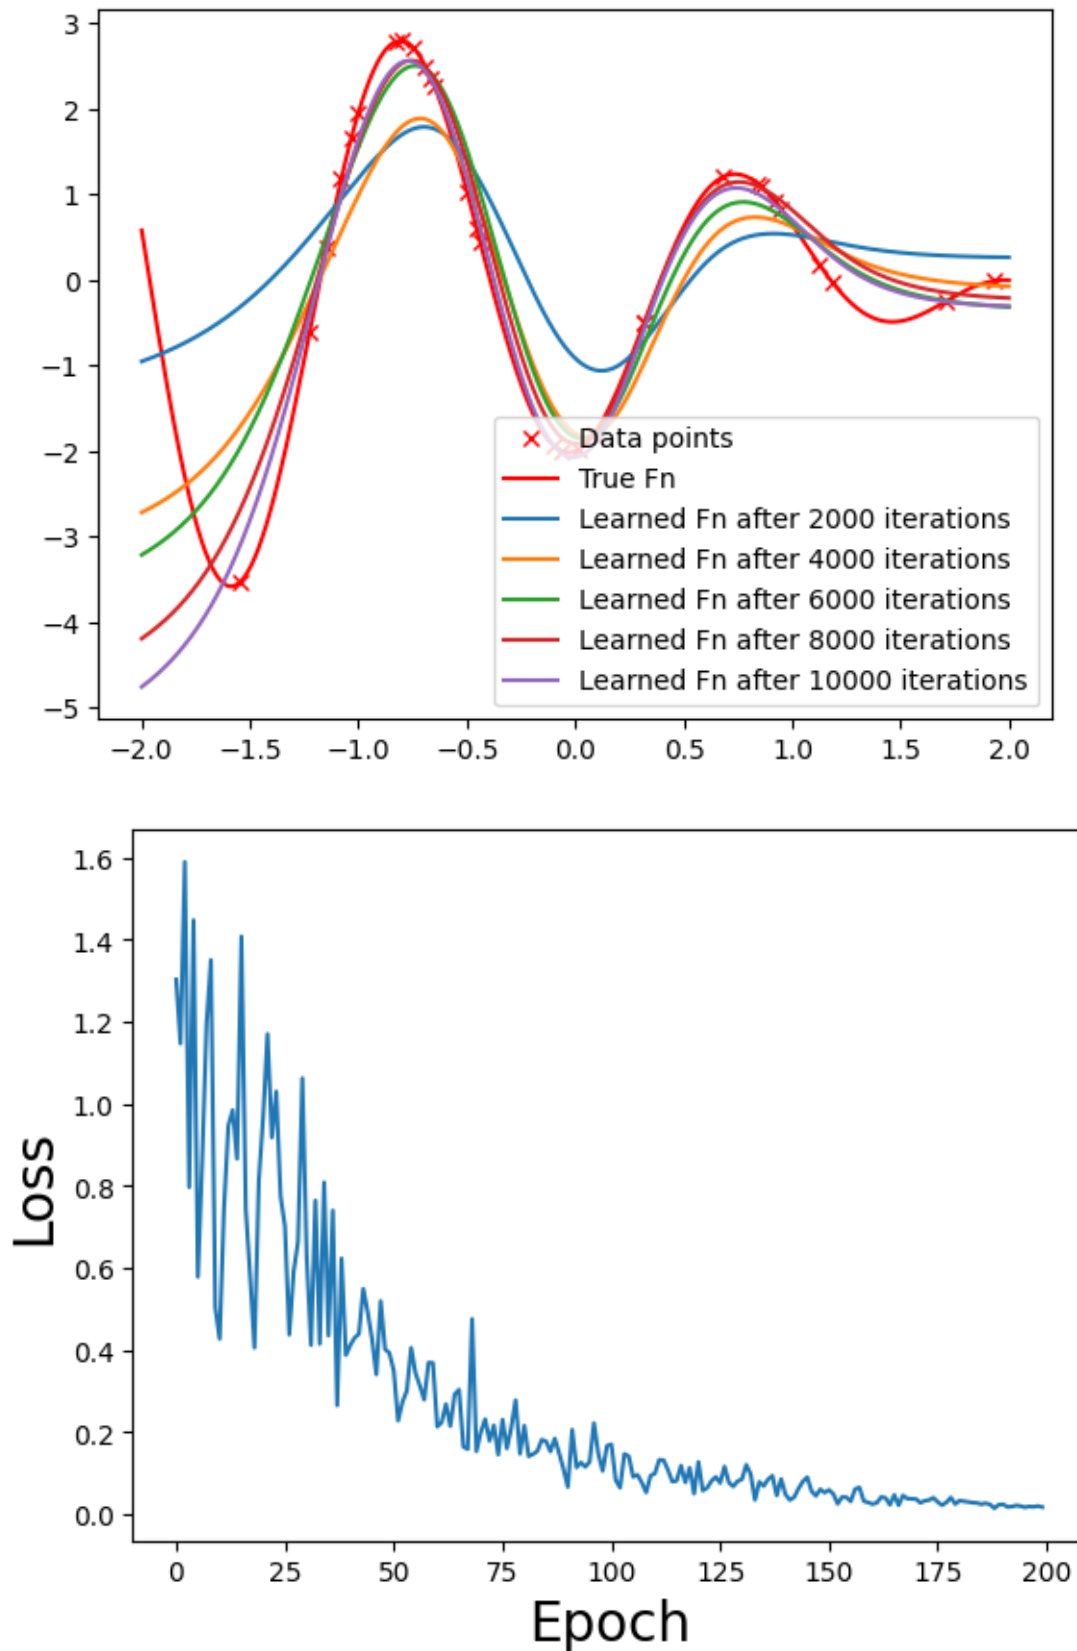 3
2
1
0
−1
−2
−3
−4
−5
Data points
True Fn
Learned Fn after 2000 iterations
Learned Fn after 4000 iterations
Learned Fn after 6000 iterations
Learned Fn after 8000 iterations
Learned Fn after 10000 iterations
−2.0 −1.5 −1.0 −0.5 0.0 0.5 1.0 1.5 2.0
1.6
1.4
1.2
1.0
0.8
0.6
0.4
0.2
0.0
Loss
0 25 50 75 100 125 150 175 200
Epoch